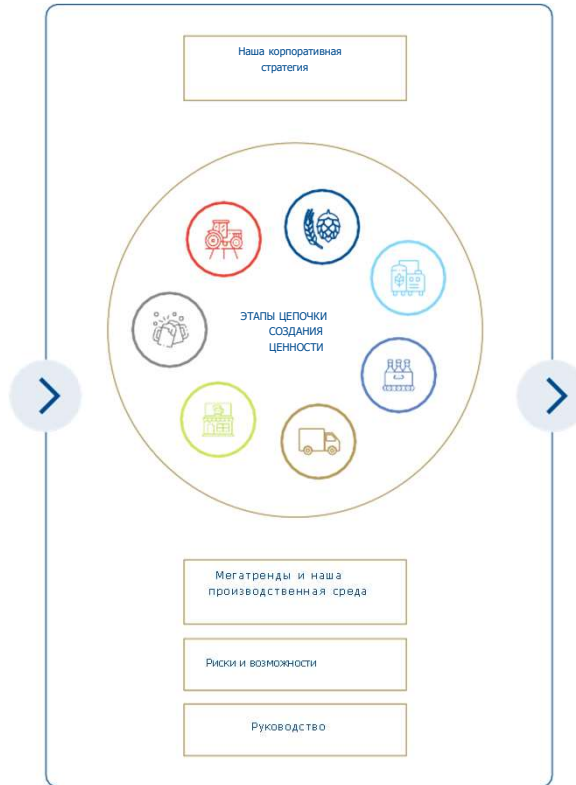 Наша корпоративная
стратегия
ЭТАПЫ ЦЕПОЧКИ
СОЗДАНИЯ
ЦЕННОСТИ
Мегатренды и наша
производственная среда
Риски и возможности
Руководство